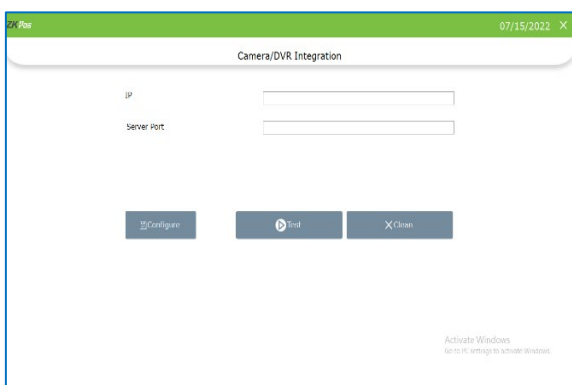 ZKPos
07/15/2022 X
Camera/DVR Integration
IP
Server Port
Configure
Test
Clean
Activate Windows
Go to PC settings to activate Windows.